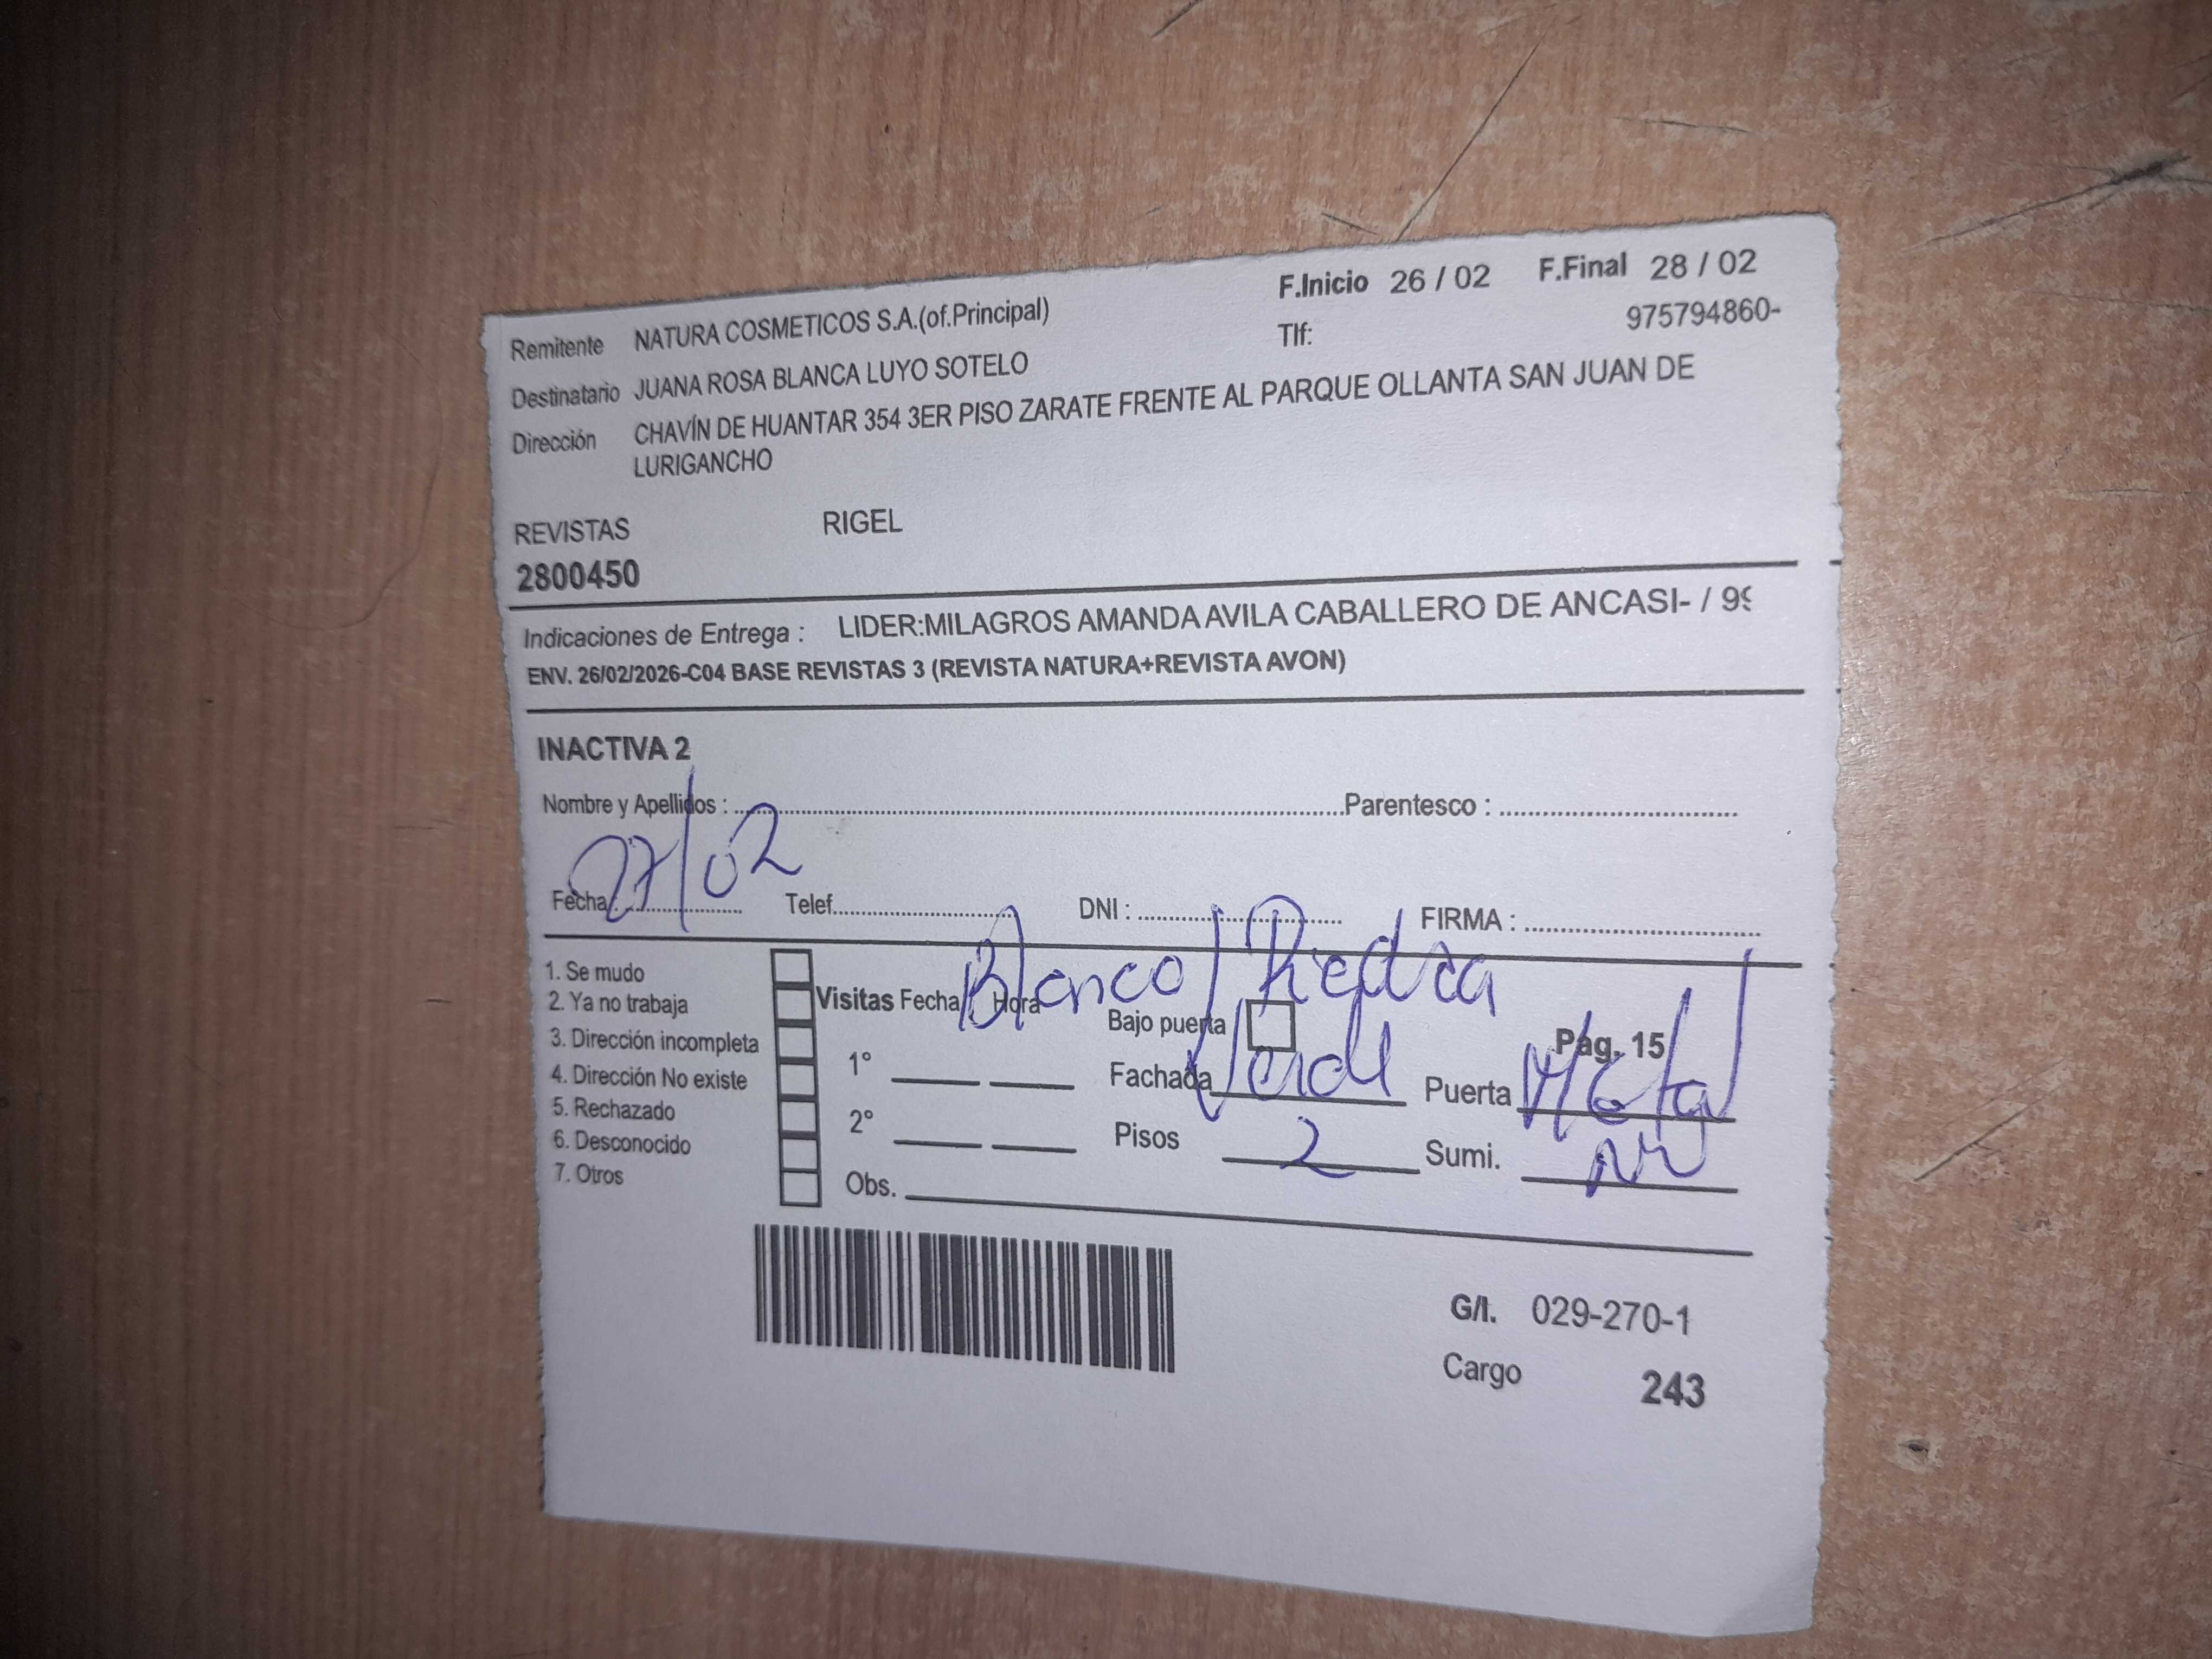 F.Inicio 26 / 02 F.Final 28 / 02
Remitente NATURA COSMETICOS S.A.(of.Principal) Tlf: 975794860-
Destinatario JUANA ROSA BLANCA LUYO SOTELO
Dirección CHAVÍN DE HUANTAR 354 3ER PISO ZARATE FRENTE AL PARQUE OLLANTA SAN JUAN DE
LURIGANCHO
REVISTAS RIGEL
2800450
Indicaciones de Entrega : LIDER:MILAGROS AMANDA AVILA CABALLERO DE ANCASI- / 99
ENV. 26/02/2026-C04 BASE REVISTAS 3 (REVISTA NATURA+REVISTA AVON)
INACTIVA 2
Nombre y Apellidos : Parentesco :
Fecha : 27/02 Telef. DNI : FIRMA :
Blanco / Piedra
1. Se mudo
2. Ya no trabaja Visitas Fecha Hora Bajo puerta
3. Dirección incompleta Pág. 15
4. Dirección No existe 1° Fachada Verde Puerta Metal
5. Rechazado
6. Desconocido 2° Pisos 2 Sumi.
7. Otros
Obs.
G/I. 029-270-1
Cargo 243